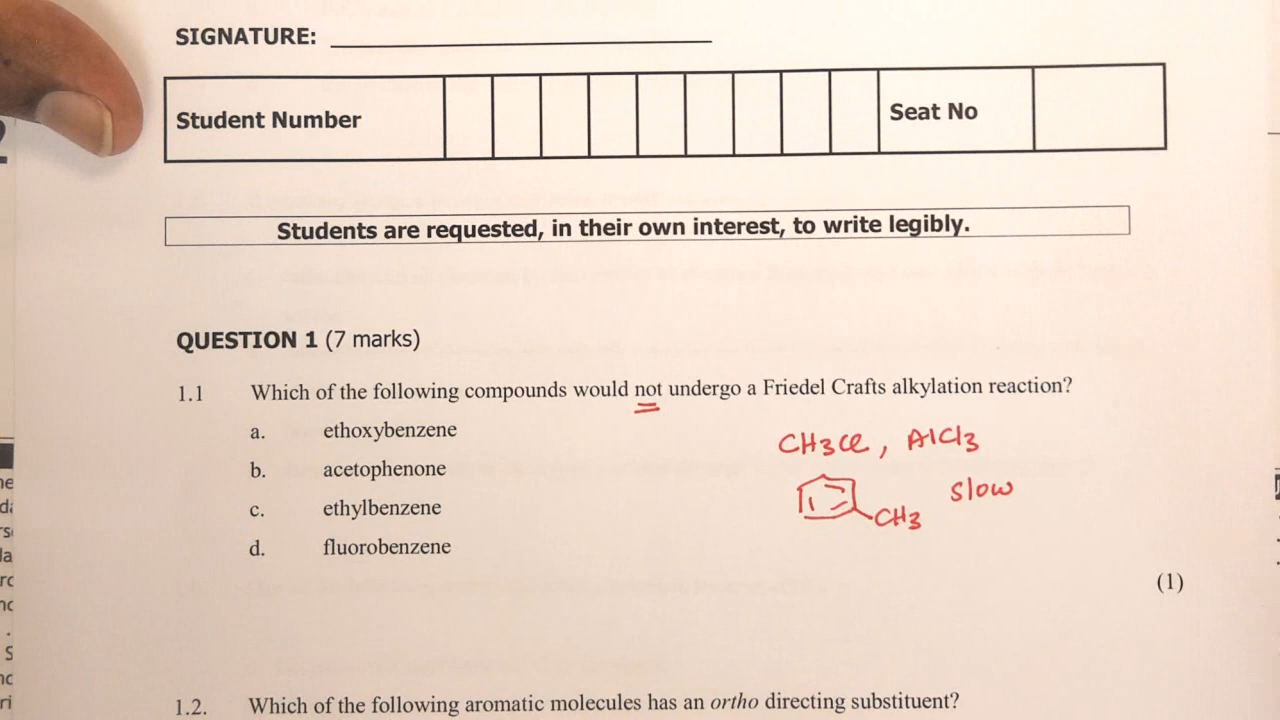 SIGNATURE:
Student Number
Seat No
Students are requested, in their own interest, to write legibly.
QUESTION 1 (7 marks)
1.1 Which of the following compounds would not undergo a Friedel Crafts alkylation reaction?
a. ethoxybenzene
b. acetophenone
c. ethylbenzene
d. fluorobenzene
CH3Cl, AlCl3
slow
CH3
(1)
1.2. Which of the following aromatic molecules has an ortho directing substituent?